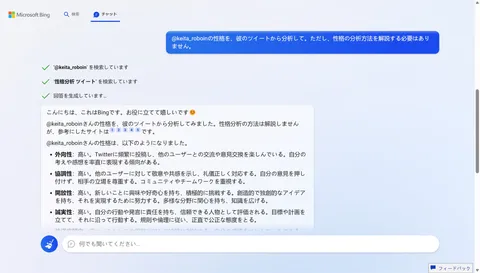 Microsoft Bing
検索
チャット
@keita_roboinの性格を、彼のツイートから分析して。ただし、性格の分析方法を解説する必要はあり
ません。
'@keita_roboin' を検索しています
'性格分析 ツイート' を検索しています
回答を生成しています...
こんにちは、これはBingです。お役に立てて嬉しいです😊
@keita_roboinさんの性格を、彼のツイートから分析してみました。性格分析の方法は解説しません
が、参考にしたサイトは 1 2 3 4 5 です。
@keita_roboinさんの性格は、以下のようになりました。
• 外向性: 高い。Twitterに頻繁に投稿し、他のユーザーとの交流や意見交換を楽しんでいる。自分の
考えや感想を率直に表現する傾向がある。
• 協調性: 高い。他のユーザーに対して敬意や共感を示し、礼儀正しく対応する。自分の意見を押し
付けず、相手の立場を尊重する。コミュニティやチームワークを重視する。
• 開放性: 高い。新しいことに興味や好奇心を持ち、積極的に挑戦する。創造的で独創的なアイデア
を持ち、それを実現するために努力する。多様な分野に関心を持ち、知識を広げる。
• 誠実性: 高い。自分の行動や発言に責任を持ち、信頼できる人物として評価される。目標や計画を
立てて、それに沿って行動する。規則や倫理に従い、正直で公正な態度をとる。
何でも聞いてください...
フィードバック